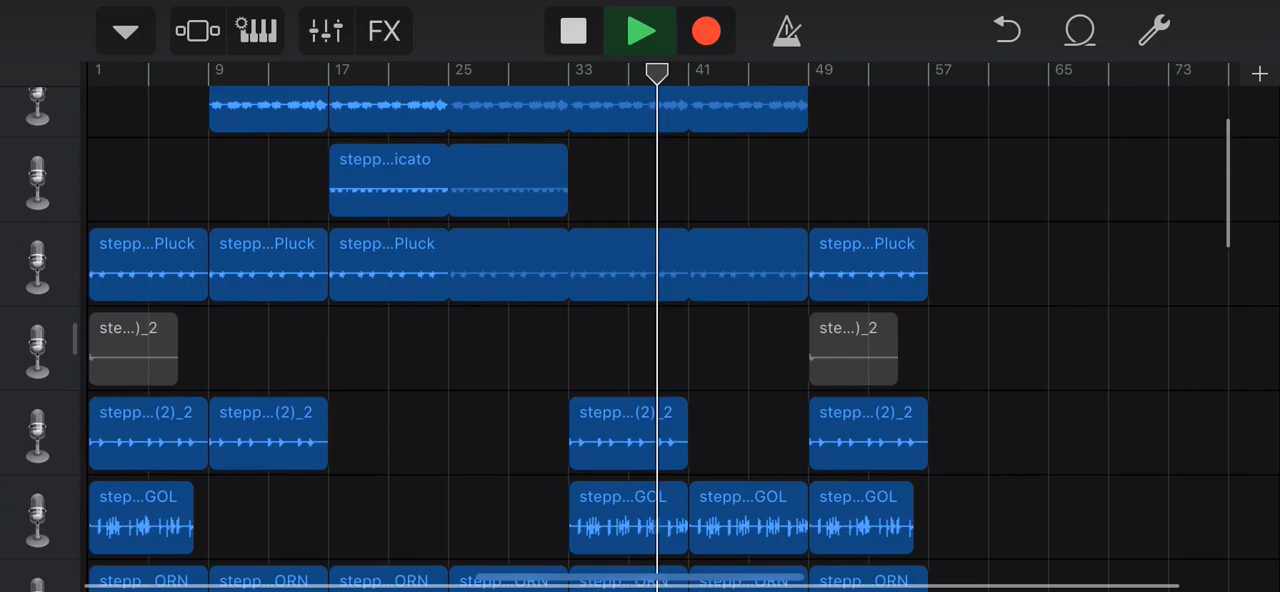 FX
1 9 17 25 33 41 49 57 65 73
stepp...icato
stepp...Pluck stepp...Pluck stepp...Pluck stepp...Pluck
ste...)_2 ste...)_2
stepp...(2)_2 stepp...(2)_2 stepp...(2)_2 stepp...(2)_2
step...GOL stepp...GOL stepp...GOL step...GOL
stepp...ORN stepp...ORN stepp...ORN stepp...ORN stepp...ORN stepp...ORN stepp...ORN